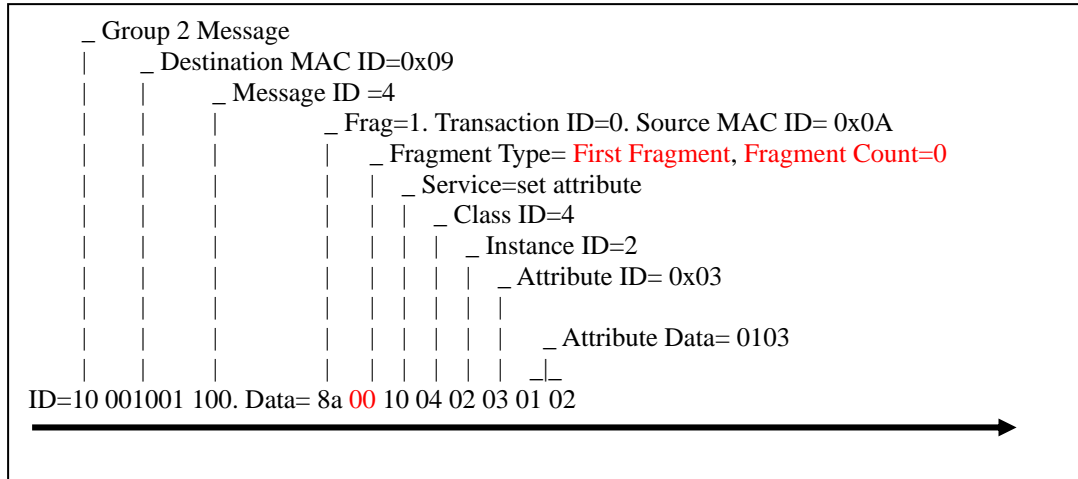 _ Group 2 Message
_ Destination MAC ID=0x09
_ Message ID =4
_ Frag=1. Transaction ID=0. Source MAC ID= 0x0A
_ Fragment Type= First Fragment, Fragment Count=0
_ Service=set attribute
_ Class ID=4
_ Instance ID=2
_ Attribute ID= 0x03
_ Attribute Data= 0103
ID=10 001001 100. Data= 8a 00 10 04 02 03 01 02